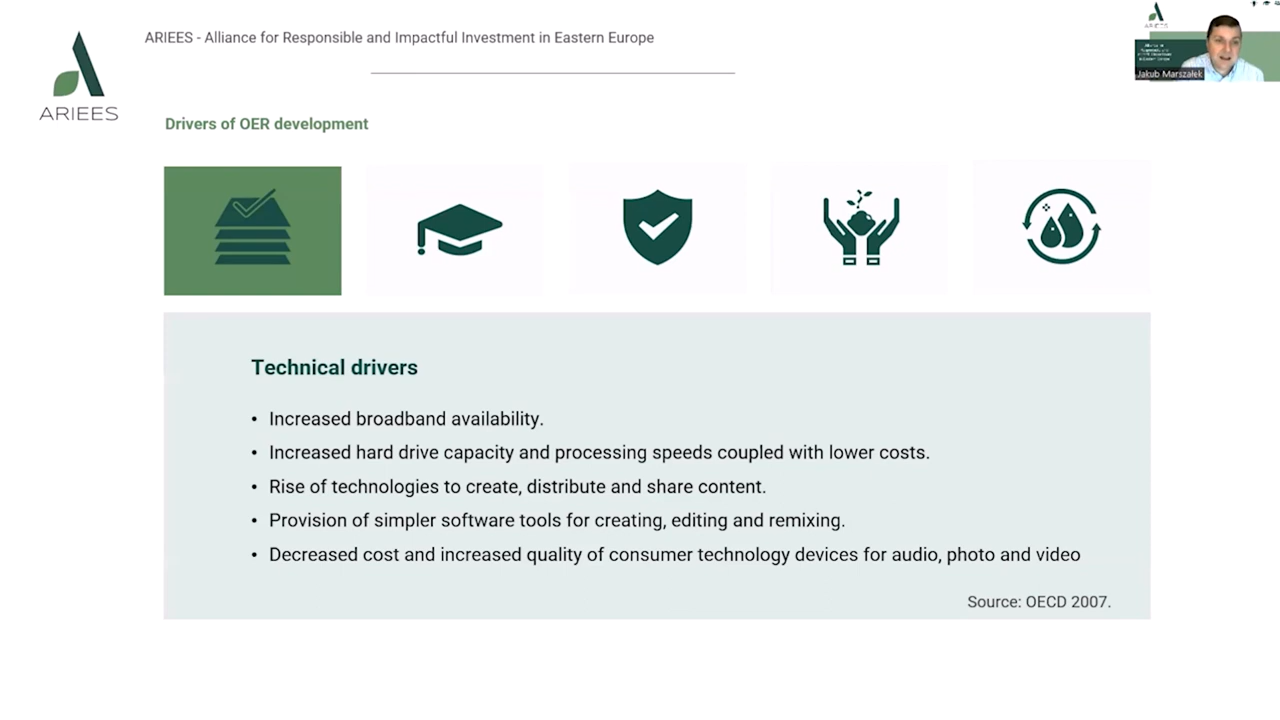 ARIEES - Alliance for Responsible and Impactful Investment in Eastern Europe
ARIEES
Jakub Marszałek
Drivers of OER development
Technical drivers
• Increased broadband availability.
• Increased hard drive capacity and processing speeds coupled with lower costs.
• Rise of technologies to create, distribute and share content.
• Provision of simpler software tools for creating, editing and remixing.
• Decreased cost and increased quality of consumer technology devices for audio, photo and video
Source: OECD 2007.